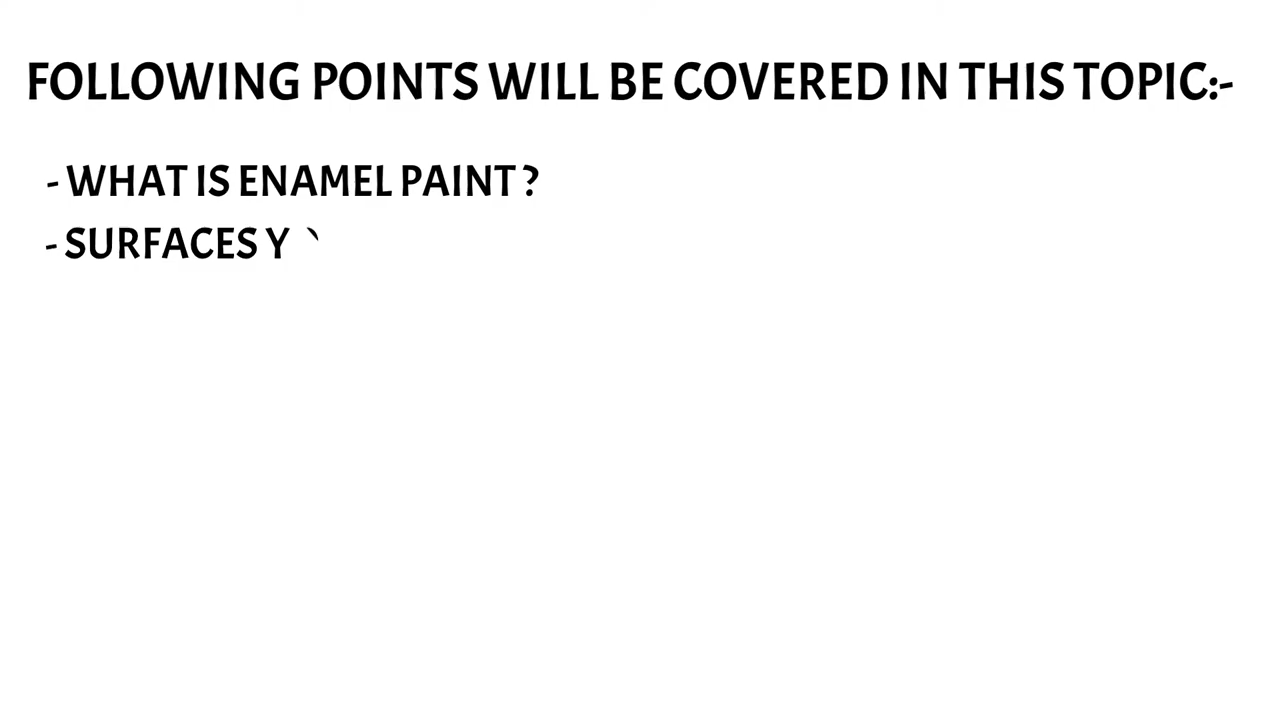 FOLLOWING POINTS WILL BE COVERED IN THIS TOPIC:-
- WHAT IS ENAMEL PAINT ?
- SURFACES Y